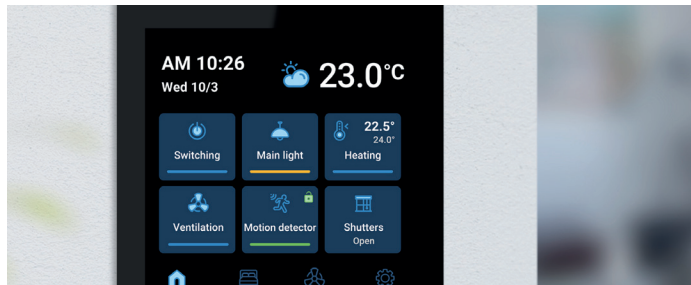 AM 10:26
Wed 10/3
23.0°C
Switching
Main light
22.5°
24.0°
Heating
Ventilation
Motion detector
Shutters
Open